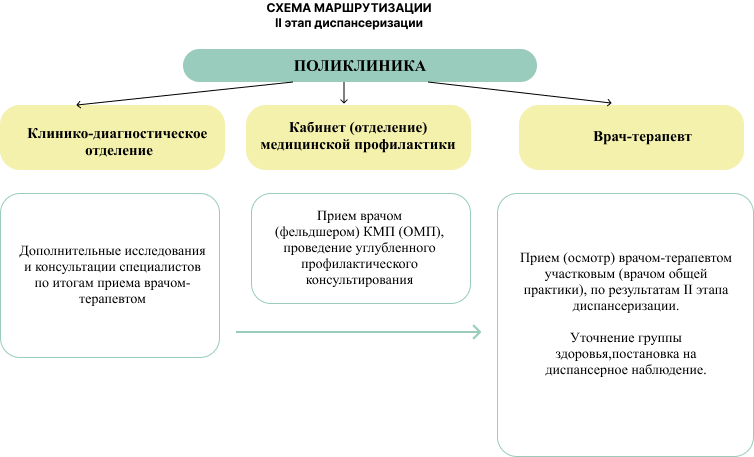 СХЕМА МАРШРУТИЗАЦИИ
II этап диспансеризации
ПОЛИКЛИНИКА
Клинико-диагностическое
отделение
Кабинет (отделение)
медицинской профилактики
Врач-терапевт
Дополнительные исследования
и консультации специалистов
по итогам приема врачом-
терапевтом
Прием врачом
(фельдшером) КМП (ОМП),
проведение углубленного
профилактического
консультирования
Прием (осмотр) врачом-терапевтом
участковым (врачом общей
практики), по результатам II этапа
диспансеризации.
Уточнение группы
здоровья,постановка на
диспансерное наблюдение.